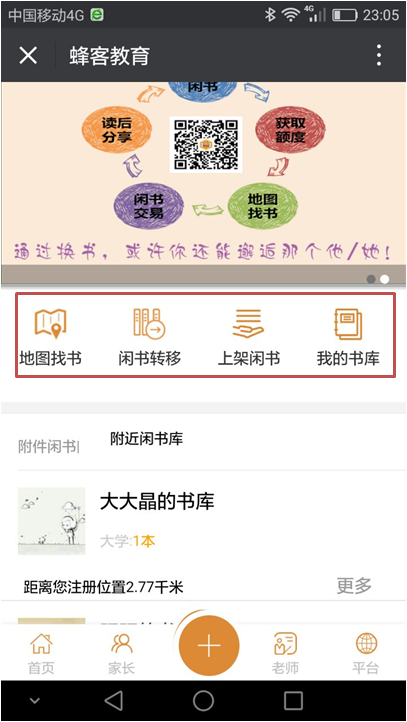 中国移动4G
4G
23:05
蜂客教育
闲书
读后
分享
获取
额度
闲书
交易
地图
找书
通过换书，或许你还能邂逅那个他/她！
地图找书
闲书转移
上架闲书
我的书库
附件闲书
附近闲书库
大大晶的书库
大学:1本
距离您注册位置2.77千米
更多
首页
家长
老师
平台